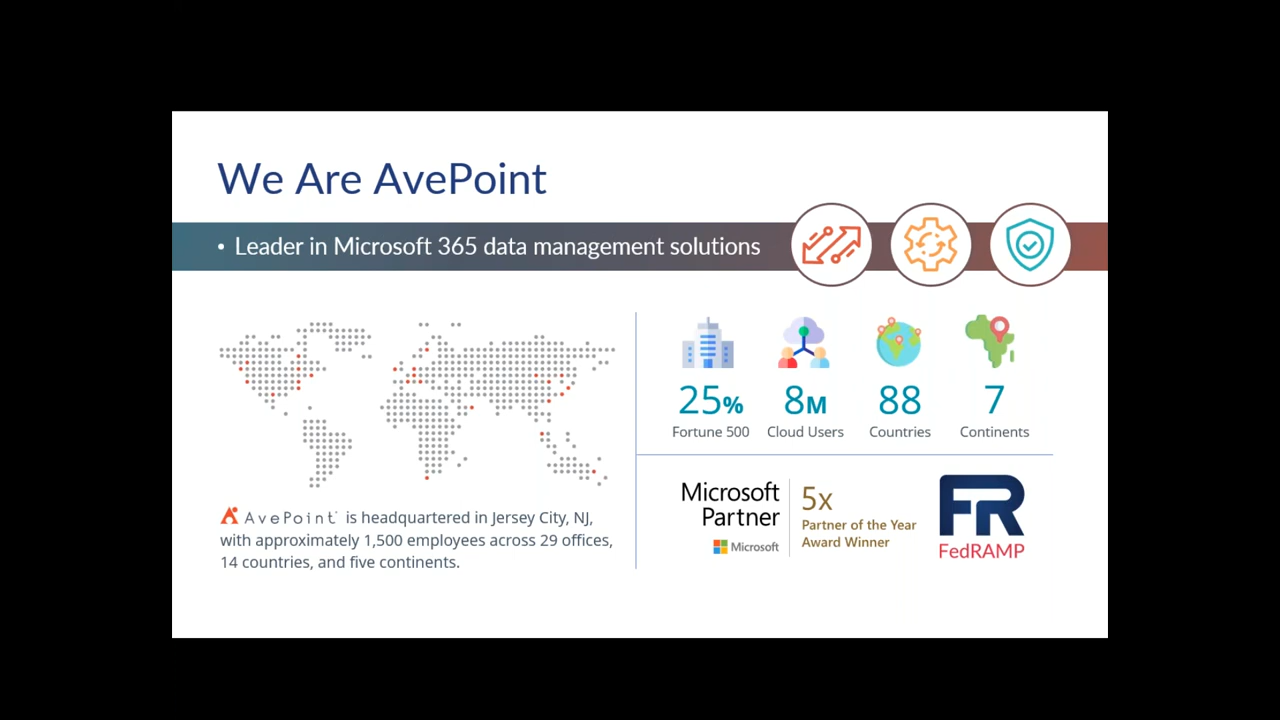 We Are AvePoint
• Leader in Microsoft 365 data management solutions
AvePoint is headquartered in Jersey City, NJ,
with approximately 1,500 employees across 29 offices,
14 countries, and five continents.
25%
Fortune 500
8M
Cloud Users
88
Countries
7
Continents
Microsoft
Partner
Microsoft
5x
Partner of the Year
Award Winner
FR
FedRAMP